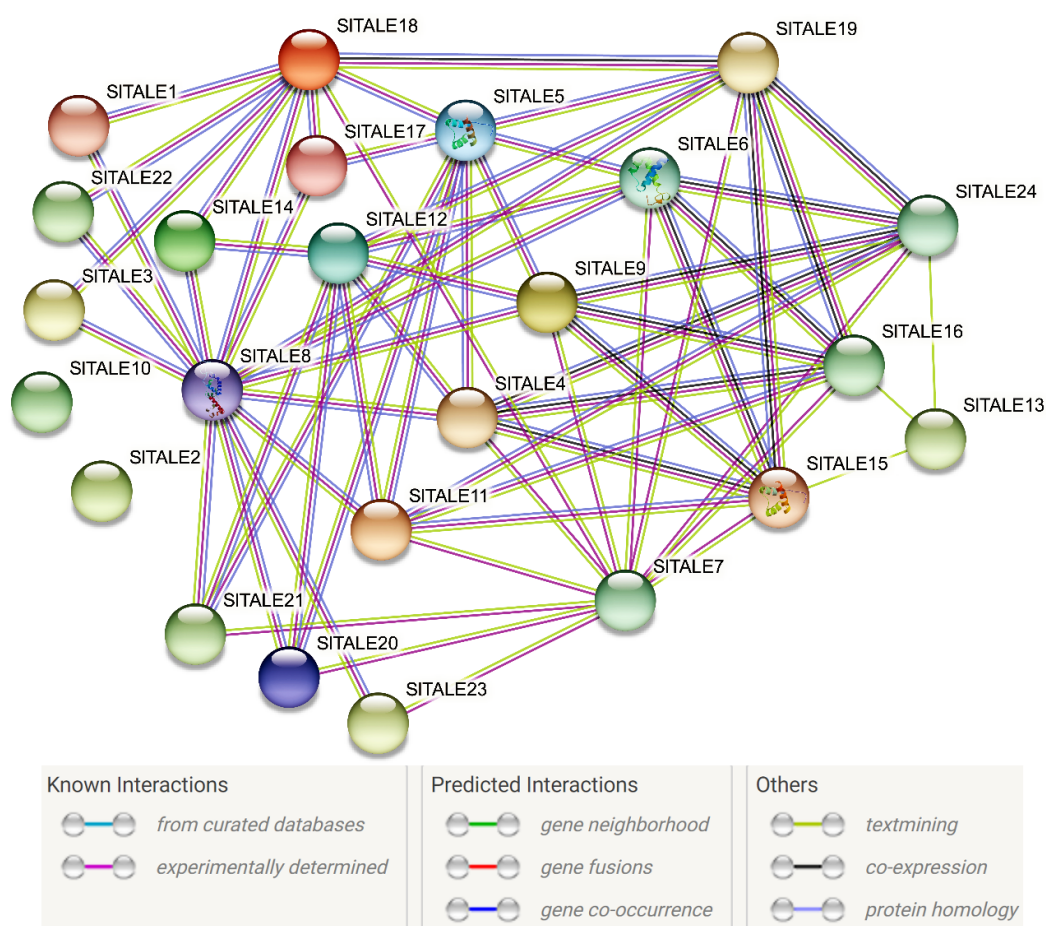 SlTALE18
SlTALE19
SlTALE1
SlTALE5
SlTALE17
SlTALE6
SlTALE22
SlTALE24
SlTALE14
SlTALE12
SlTALE3
SlTALE9
SlTALE16
SlTALE10
SlTALE8
SlTALE4
SlTALE13
SlTALE2
SlTALE15
SlTALE11
SlTALE7
SlTALE21
SlTALE20
SlTALE23
Known Interactions
from curated databases
experimentally determined
Predicted Interactions
gene neighborhood
gene fusions
gene co-occurrence
Others
textmining
co-expression
protein homology